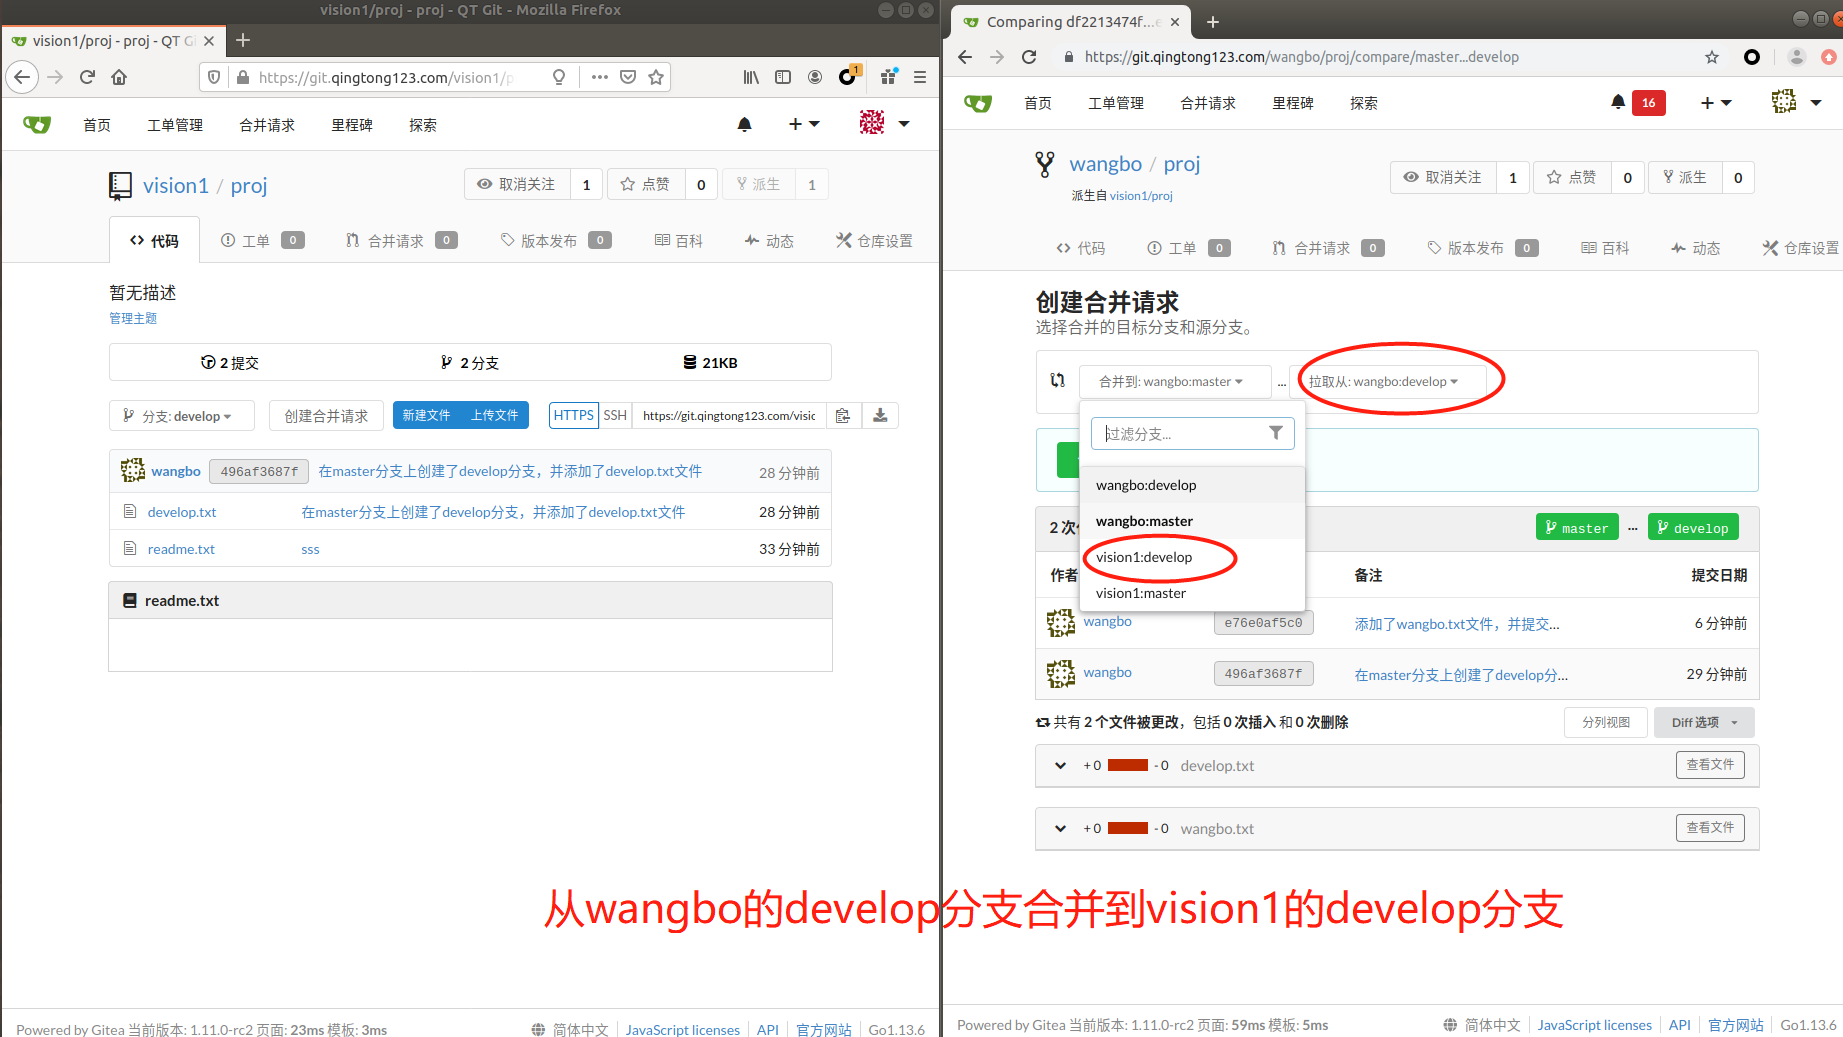 vision1/proj - proj - QT Git - Mozilla Firefox
vision1/proj - proj - QT Gi
https://git.qingtong123.com/vision1/p
1
首页 工单管理 合并请求 里程碑 探索
vision1 / proj
取消关注 1 点赞 0 派生 1
代码 工单 0 合并请求 0 版本发布 0 百科 动态 仓库设置
暂无描述
管理主题
2 提交 2 分支 21KB
分支: develop 创建合并请求 新建文件 上传文件 HTTPS SSH https://git.qingtong123.com/visic
wangbo 496af3687f 在master分支上创建了develop分支，并添加了develop.txt文件 28 分钟前
develop.txt 在master分支上创建了develop分支，并添加了develop.txt文件 28 分钟前
readme.txt sss 33 分钟前
readme.txt
Powered by Gitea 当前版本: 1.11.0-rc2 页面: 23ms 模板: 3ms 简体中文 JavaScript licenses API 官方网站 Go1.13.6
Comparing df2213474f...e
https://git.qingtong123.com/wangbo/proj/compare/master...develop
首页 工单管理 合并请求 里程碑 探索 16
wangbo / proj
派生自 vision1/proj
取消关注 1 点赞 0 派生 0
代码 工单 0 合并请求 0 版本发布 0 百科 动态 仓库设置
创建合并请求
选择合并的目标分支和源分支。
合并到: wangbo:master ... 拉取从: wangbo:develop
过滤分支...
wangbo:develop
wangbo:master
vision1:develop
vision1:master
2 次 master ... develop
作者 备注 提交日期
wangbo e76e0af5c0 添加了wangbo.txt文件，并提交... 6 分钟前
wangbo 496af3687f 在master分支上创建了develop分... 29 分钟前
共有 2 个文件被更改，包括 0 次插入 和 0 次删除 分列视图 Diff 选项
+ 0 - 0 develop.txt 查看文件
+ 0 - 0 wangbo.txt 查看文件
从wangbo的develop分支合并到vision1的develop分支
Powered by Gitea 当前版本: 1.11.0-rc2 页面: 59ms 模板: 5ms 简体中文 JavaScript licenses API 官方网站 Go1.13.6